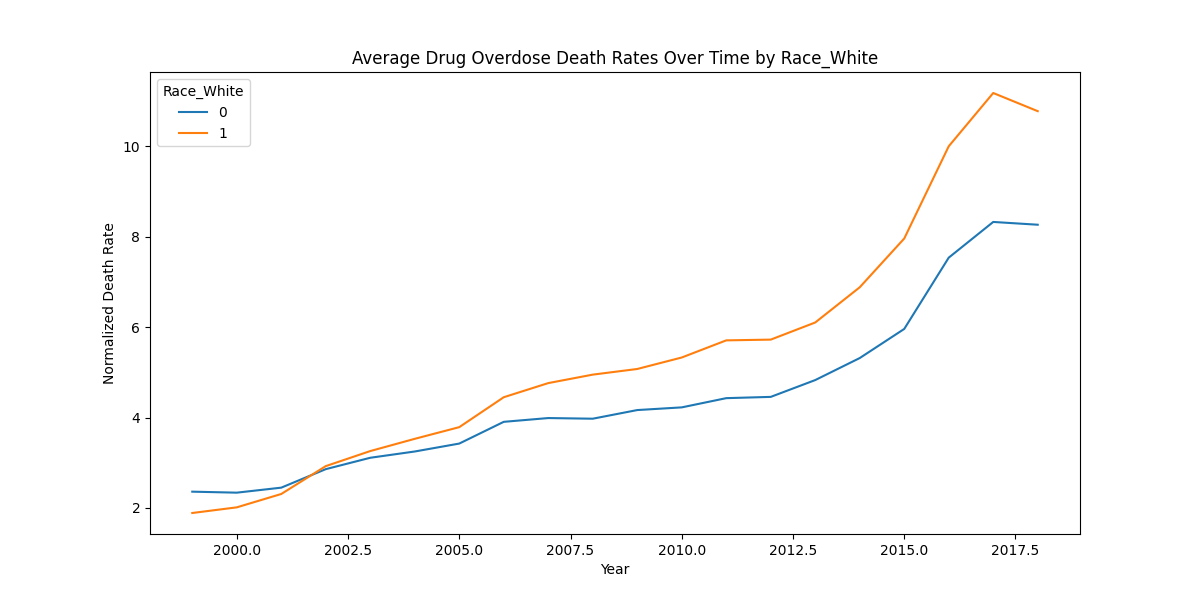 Average Drug Overdose Death Rates Over Time by Race_White
Race_White
0
1
Normalized Death Rate
10
8
6
4
2
2000.0 2002.5 2005.0 2007.5 2010.0 2012.5 2015.0 2017.5
Year